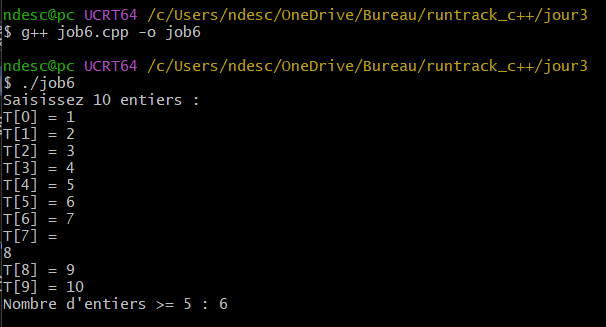 ndesc@pc UCRT64 /c/Users/ndesc/OneDrive/Bureau/runtrack_c++/jour3
$ g++ job6.cpp -o job6
ndesc@pc UCRT64 /c/Users/ndesc/OneDrive/Bureau/runtrack_c++/jour3
$ ./job6
Saisissez 10 entiers :
T[0] = 1
T[1] = 2
T[2] = 3
T[3] = 4
T[4] = 5
T[5] = 6
T[6] = 7
T[7] =
8
T[8] = 9
T[9] = 10
Nombre d'entiers >= 5 : 6